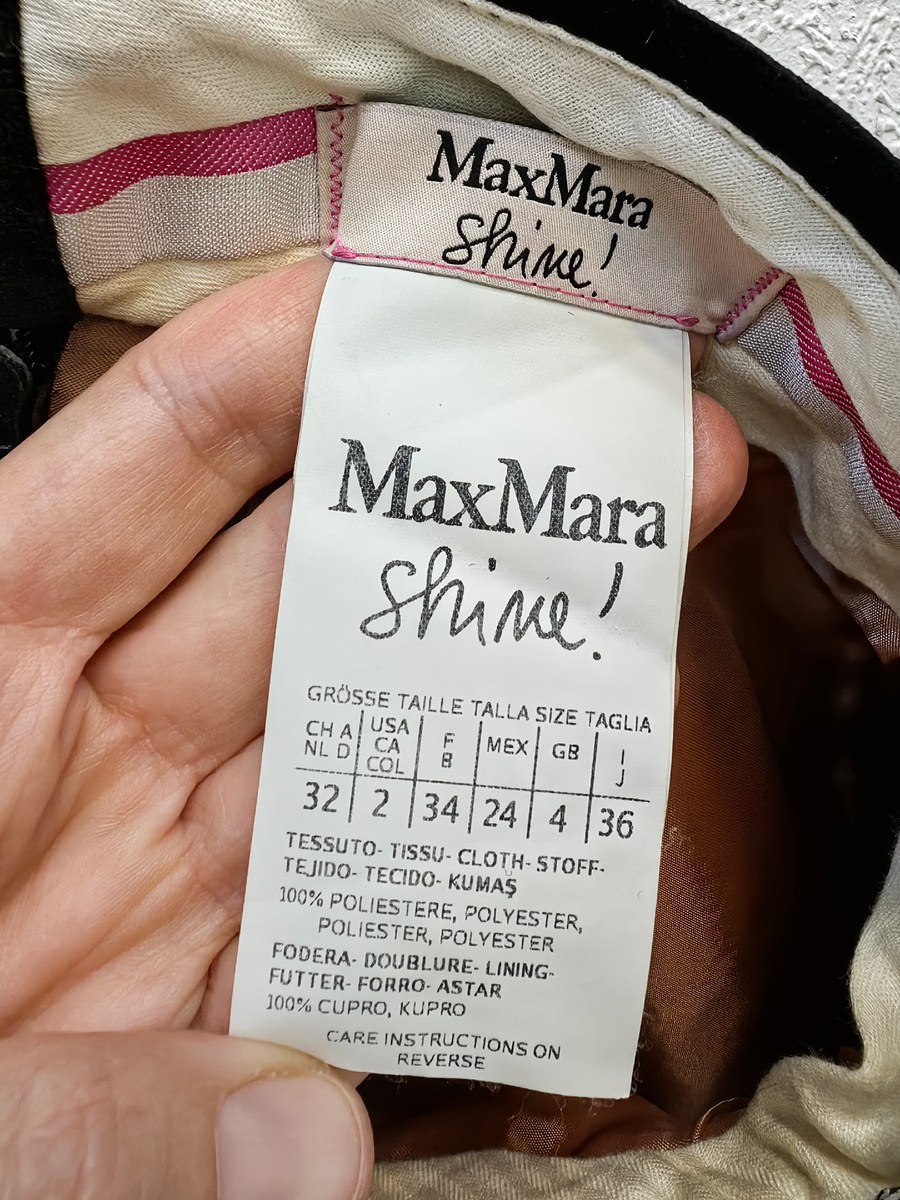 MaxMara
Shine!
MaxMara
Shine!
GRÖSSE TAILLE TALLA SIZE TAGLIA
CH A NL D | USA CA COL | F B | MEX | GB | I J
32 | 2 | 34 | 24 | 4 | 36
TESSUTO- TISSU- CLOTH- STOFF-
TEJIDO- TECIDO- KUMAŞ
100% POLIESTERE, POLYESTER,
POLIESTER, POLYESTER
FODERA- DOUBLURE- LINING-
FUTTER- FORRO- ASTAR
100% CUPRO, KUPRO
CARE INSTRUCTIONS ON
REVERSE